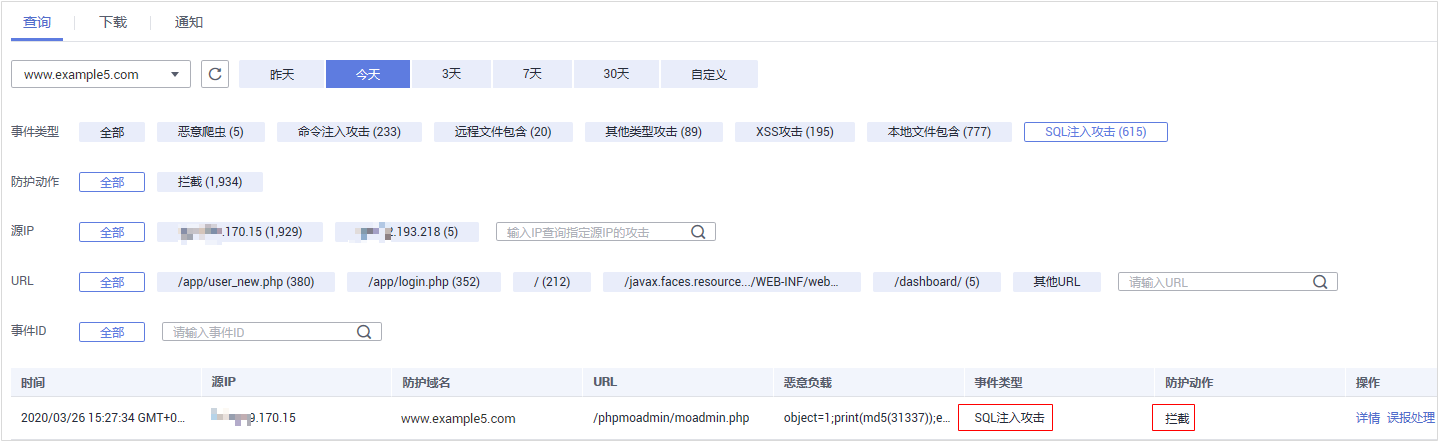 查询 下载 通知
www.example5.com 昨天 今天 3天 7天 30天 自定义
事件类型 全部 恶意爬虫 (5) 命令注入攻击 (233) 远程文件包含 (20) 其他类型攻击 (89) XSS攻击 (195) 本地文件包含 (777) SQL注入攻击 (615)
防护动作 全部 拦截 (1,934)
源IP 全部 .170.15 (1,929) .193.218 (5) 输入IP查询指定源IP的攻击
URL 全部 /app/user_new.php (380) /app/login.php (352) / (212) /javax.faces.resource.../WEB-INF/web... /dashboard/ (5) 其他URL 请输入URL
事件ID 全部 请输入事件ID
时间 源IP 防护域名 URL 恶意负载 事件类型 防护动作 操作
2020/03/26 15:27:34 GMT+0... .170.15 www.example5.com /phpmoadmin/moadmin.php object=1;print(md5(31337));e... SQL注入攻击 拦截 详情 误报处理